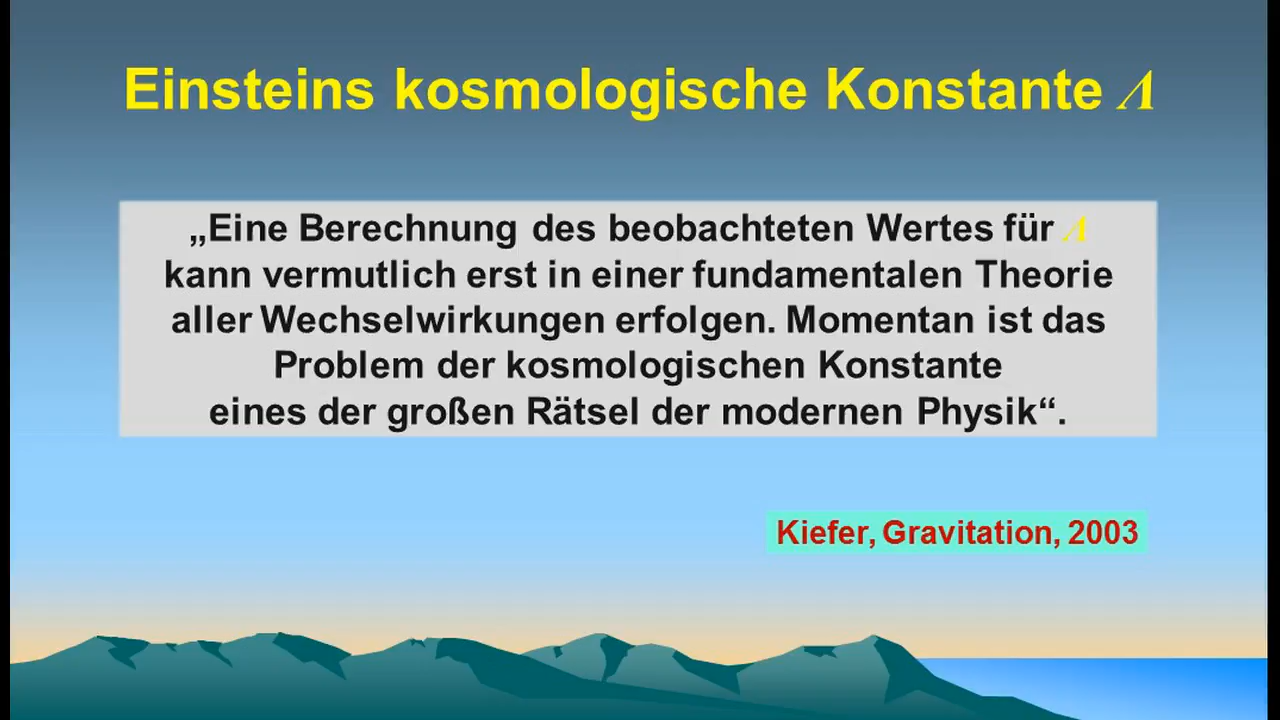 Einsteins kosmologische Konstante Λ
„Eine Berechnung des beobachteten Wertes für Λ
kann vermutlich erst in einer fundamentalen Theorie
aller Wechselwirkungen erfolgen. Momentan ist das
Problem der kosmologischen Konstante
eines der großen Rätsel der modernen Physik“.
Kiefer, Gravitation, 2003